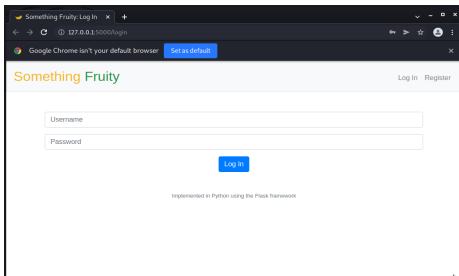 Something Fruity: Log In
127.0.0.1:5000/login
Google Chrome isn't your default browser Set as default
Something Fruity Log In Register
Username
Password
Log In
Implemented in Python using the Flask framework